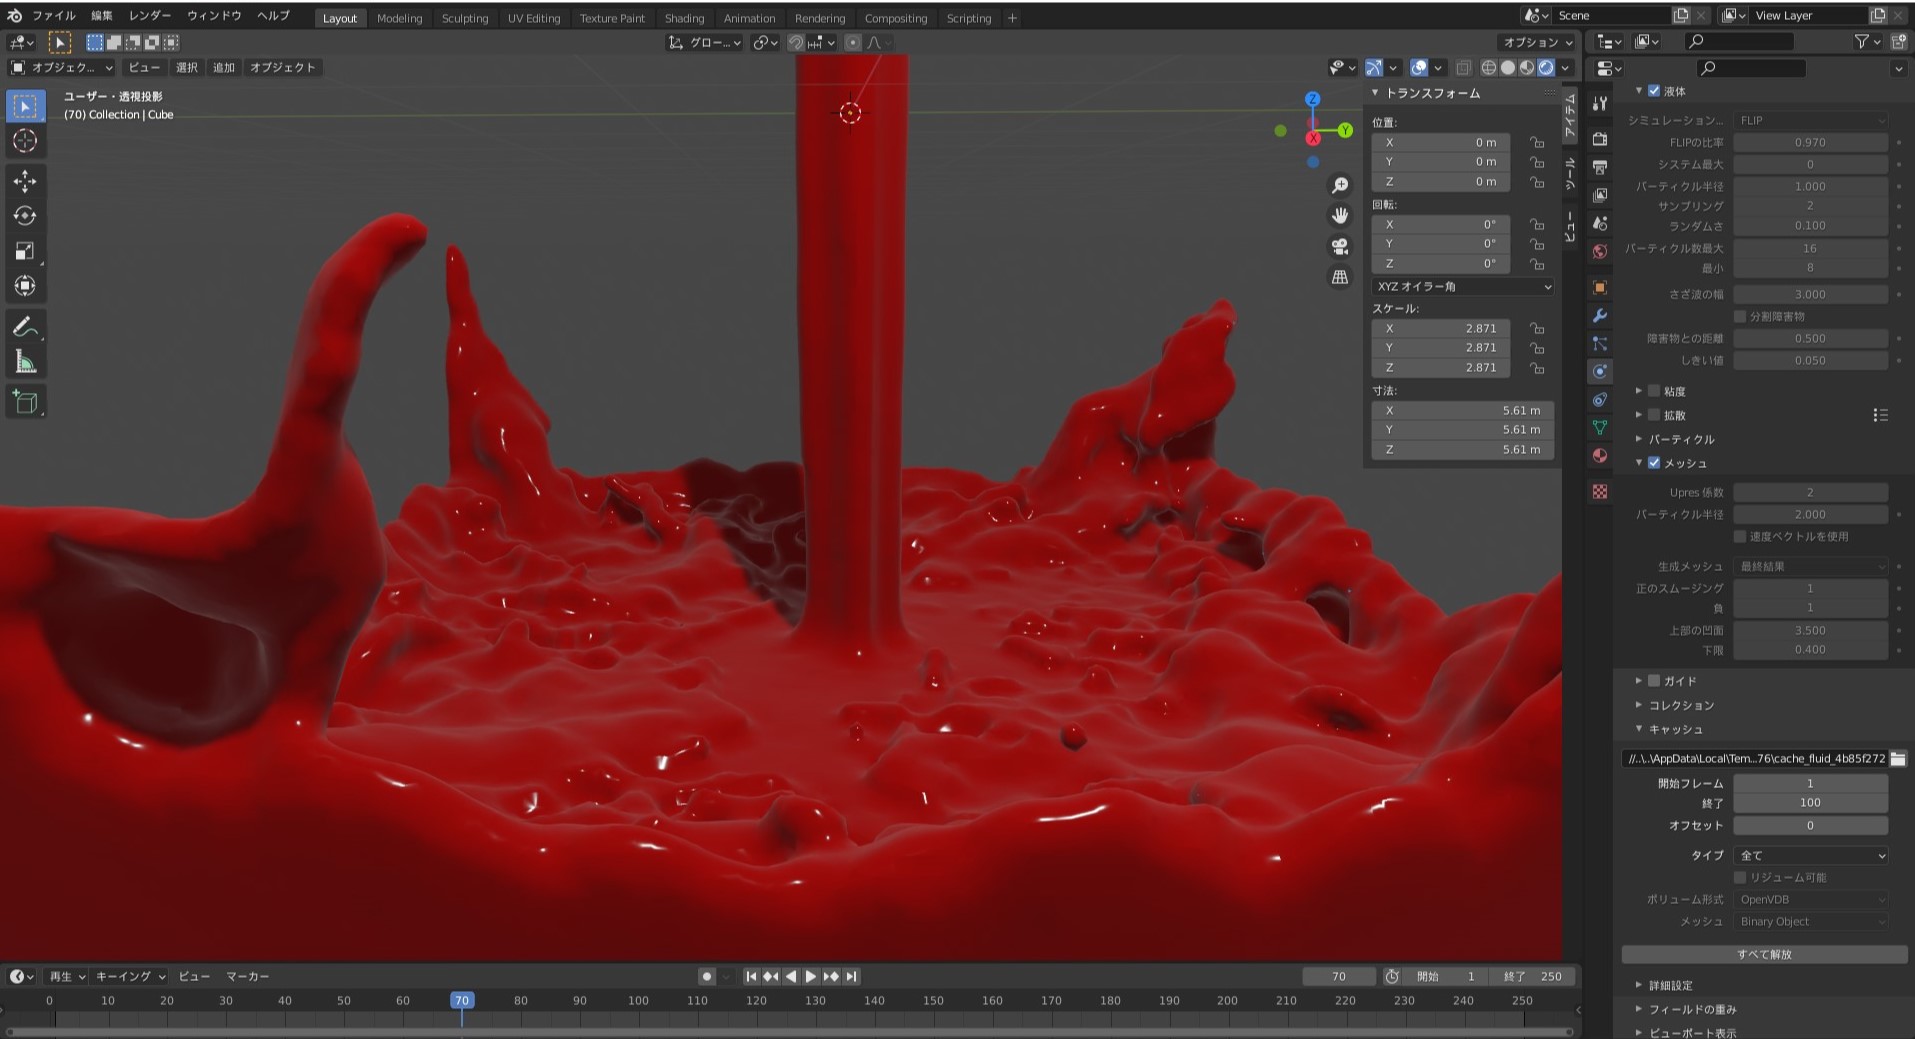 ファイル 編集 レンダー ウィンドウ ヘルプ Layout Modeling Sculpting UV Editing Texture Paint Shading Animation Rendering Compositing Scripting + Scene View Layer
グロー... オプション
オブジェク... ビュー 選択 追加 オブジェクト
ユーザー・透視投影
(70) Collection | Cube
Z
Y
X
トランスフォーム
位置:
X 0 m
Y 0 m
Z 0 m
回転:
X 0°
Y 0°
Z 0°
XYZ オイラー角
スケール:
X 2.871
Y 2.871
Z 2.871
寸法:
X 5.61 m
Y 5.61 m
Z 5.61 m
アイテム
ツール
ビュー
液体
シミュレーション... FLIP
FLIPの比率 0.970
システム最大 0
パーティクル半径 1.000
サンプリング 2
ランダムさ 0.100
パーティクル数最大 16
最小 8
さざ波の幅 3.000
分割障害物
障害物との距離 0.500
しきい値 0.050
粘度
拡散
パーティクル
メッシュ
Upres 係数 2
パーティクル半径 2.000
速度ベクトルを使用
生成メッシュ 最終結果
正のスムージング 1
負 1
上部の凹面 3.500
下限 0.400
ガイド
コレクション
キャッシュ
//..\..\AppData\Local\Tem...76\cache_fluid_4b85f272
開始フレーム 1
終了 100
オフセット 0
タイプ 全て
リジューム可能
ボリューム形式 OpenVDB
メッシュ Binary Object
すべて解放
詳細設定
フィールドの重み
ビューポート表示
再生 キーイング ビュー マーカー 70 開始 1 終了 250
0 10 20 30 40 50 60 70 80 90 100 110 120 130 140 150 160 170 180 190 200 210 220 230 240 250